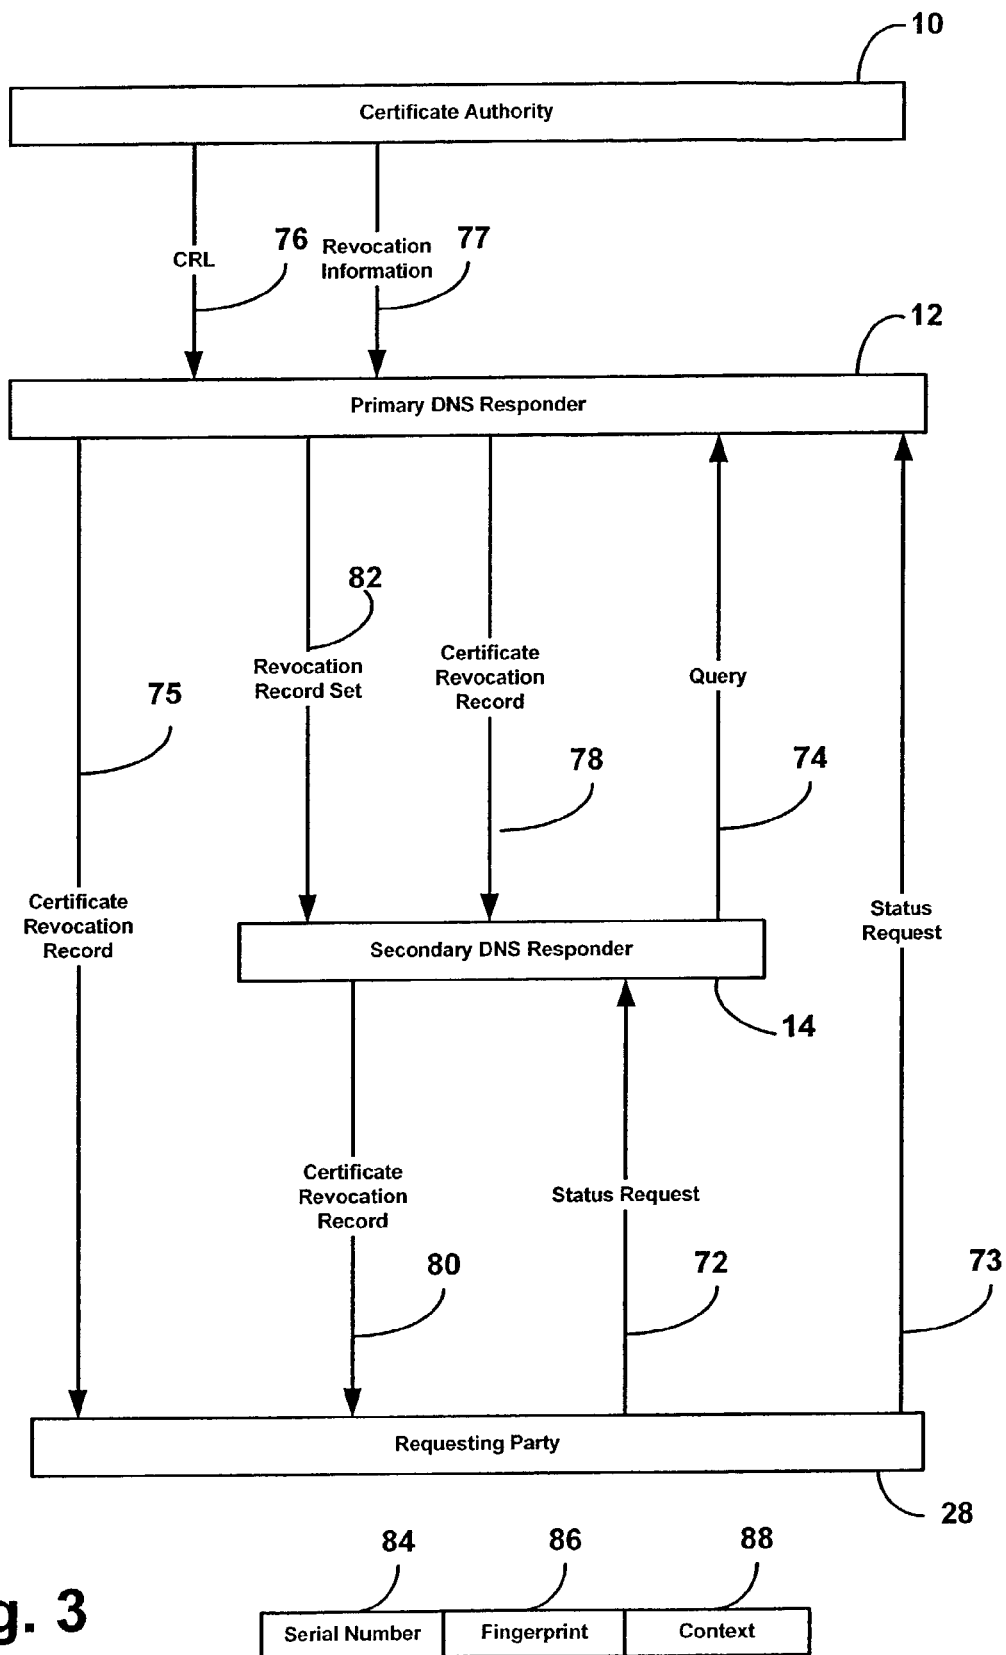 10
Certificate Authority
76
77
CRL
Revocation
Information
12
Primary DNS Responder
82
Revocation
Record Set
Certificate
Revocation
Record
Query
75
78
74
Certificate
Revocation
Record
Status
Request
Secondary DNS Responder
14
Certificate
Revocation
Record
Status Request
80
72
73
Requesting Party
28
84
86
88
g. 3
Serial Number
Fingerprint
Context